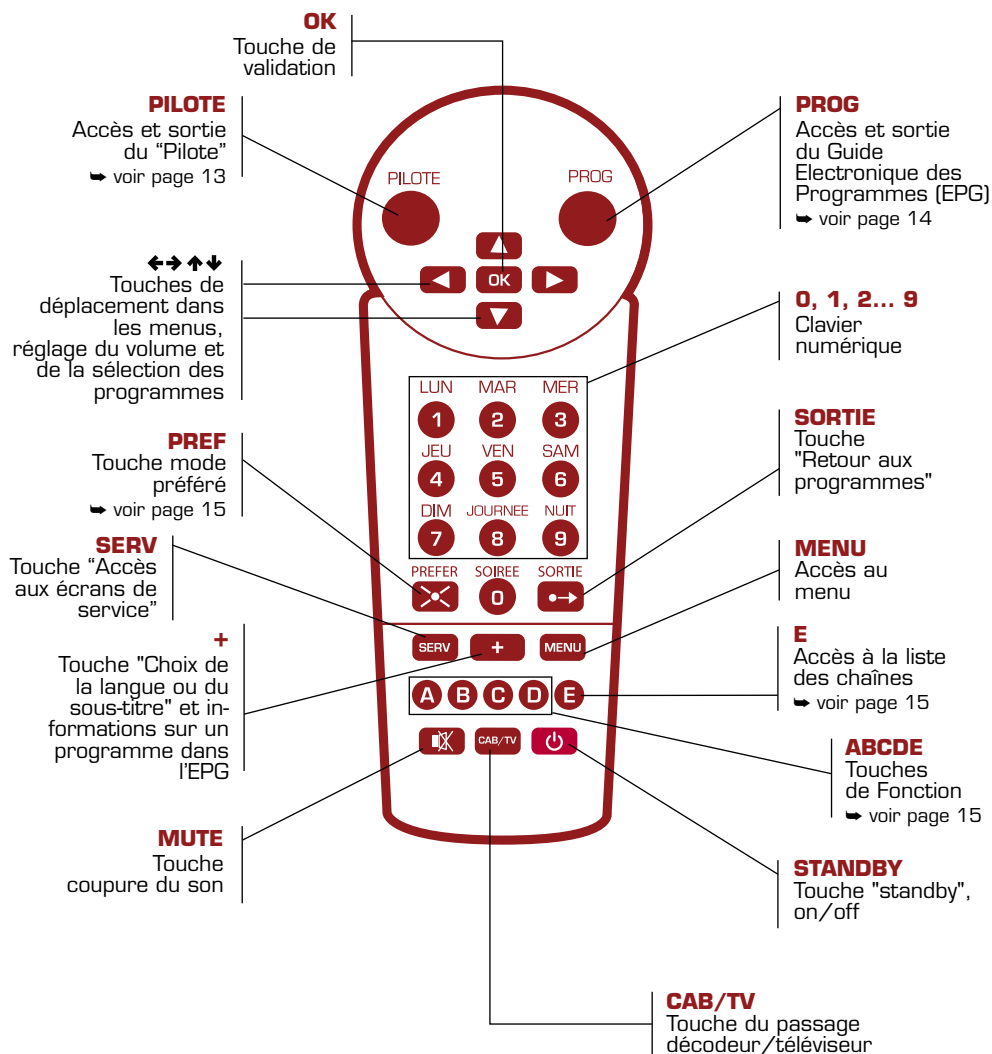 OK
Touche de
validation
PILOTE
Accès et sortie
du “Pilote”
➥ voir page 13
PROG
Accès et sortie
du Guide
Electronique des
Programmes (EPG)
➥ voir page 14
PILOTE
PROG
OK
←→↑↓
Touches de
déplacement dans
les menus,
réglage du volume et
de la sélection des
programmes
0, 1, 2... 9
Clavier
numérique
LUN MAR MER
1 2 3
JEU VEN SAM
4 5 6
DIM JOURNEE NUIT
7 8 9
PREFER SOIREE SORTIE
0
PREF
Touche mode
préféré
➥ voir page 15
SORTIE
Touche
"Retour aux
programmes"
SERV
Touche “Accès
aux écrans de
service”
MENU
Accès au
menu
SERV + MENU
+
Touche "Choix de
la langue ou du
sous-titre" et in-
formations sur un
programme dans
l'EPG
E
Accès à la liste
des chaînes
➥ voir page 15
A B C D E
CAB/TV
ABCDE
Touches
de Fonction
➥ voir page 15
MUTE
Touche
coupure du son
STANDBY
Touche "standby",
on/off
CAB/TV
Touche du passage
décodeur/téléviseur